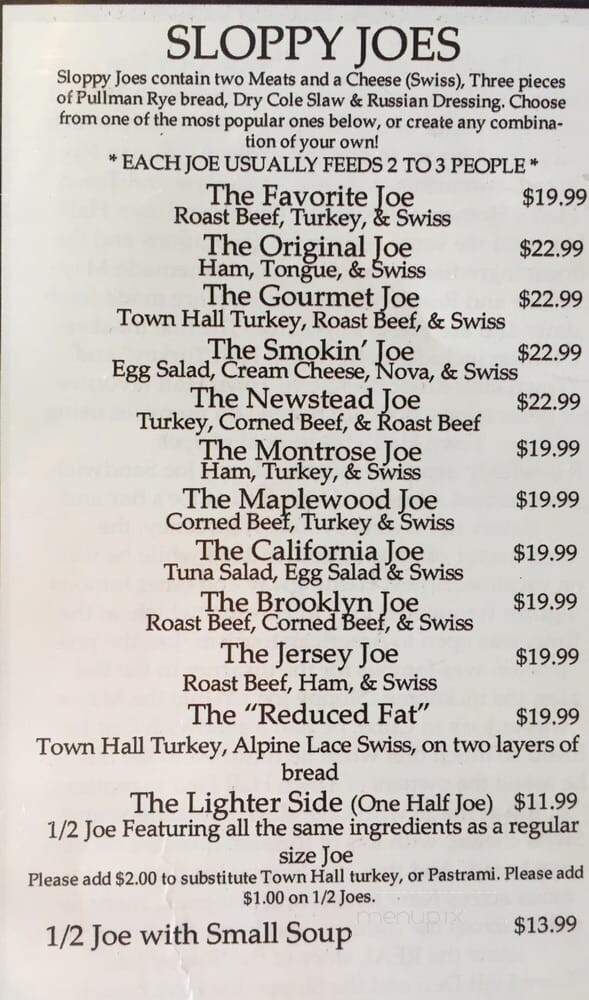 SLOPPY JOES
Sloppy Joes contain two Meats and a Cheese (Swiss), Three pieces
of Pullman Rye bread, Dry Cole Slaw & Russian Dressing. Choose
from one of the most popular ones below, or create any combina-
tion of your own!
* EACH JOE USUALLY FEEDS 2 TO 3 PEOPLE *
The Favorite Joe $19.99
Roast Beef, Turkey, & Swiss
The Original Joe $22.99
Ham, Tongue, & Swiss
The Gourmet Joe $22.99
Town Hall Turkey, Roast Beef, & Swiss
The Smokin' Joe $22.99
Egg Salad, Cream Cheese, Nova, & Swiss
The Newstead Joe $22.99
Turkey, Corned Beef, & Roast Beef
The Montrose Joe $19.99
Ham, Turkey, & Swiss
The Maplewood Joe $19.99
Corned Beef, Turkey & Swiss
The California Joe $19.99
Tuna Salad, Egg Salad & Swiss
The Brooklyn Joe $19.99
Roast Beef, Corned Beef, & Swiss
The Jersey Joe $19.99
Roast Beef, Ham, & Swiss
The "Reduced Fat" $19.99
Town Hall Turkey, Alpine Lace Swiss, on two layers of
bread
The Lighter Side (One Half Joe) $11.99
1/2 Joe Featuring all the same ingredients as a regular
size Joe
Please add $2.00 to substitute Town Hall turkey, or Pastrami. Please add
$1.00 on 1/2 Joes.
menupix
1/2 Joe with Small Soup $13.99